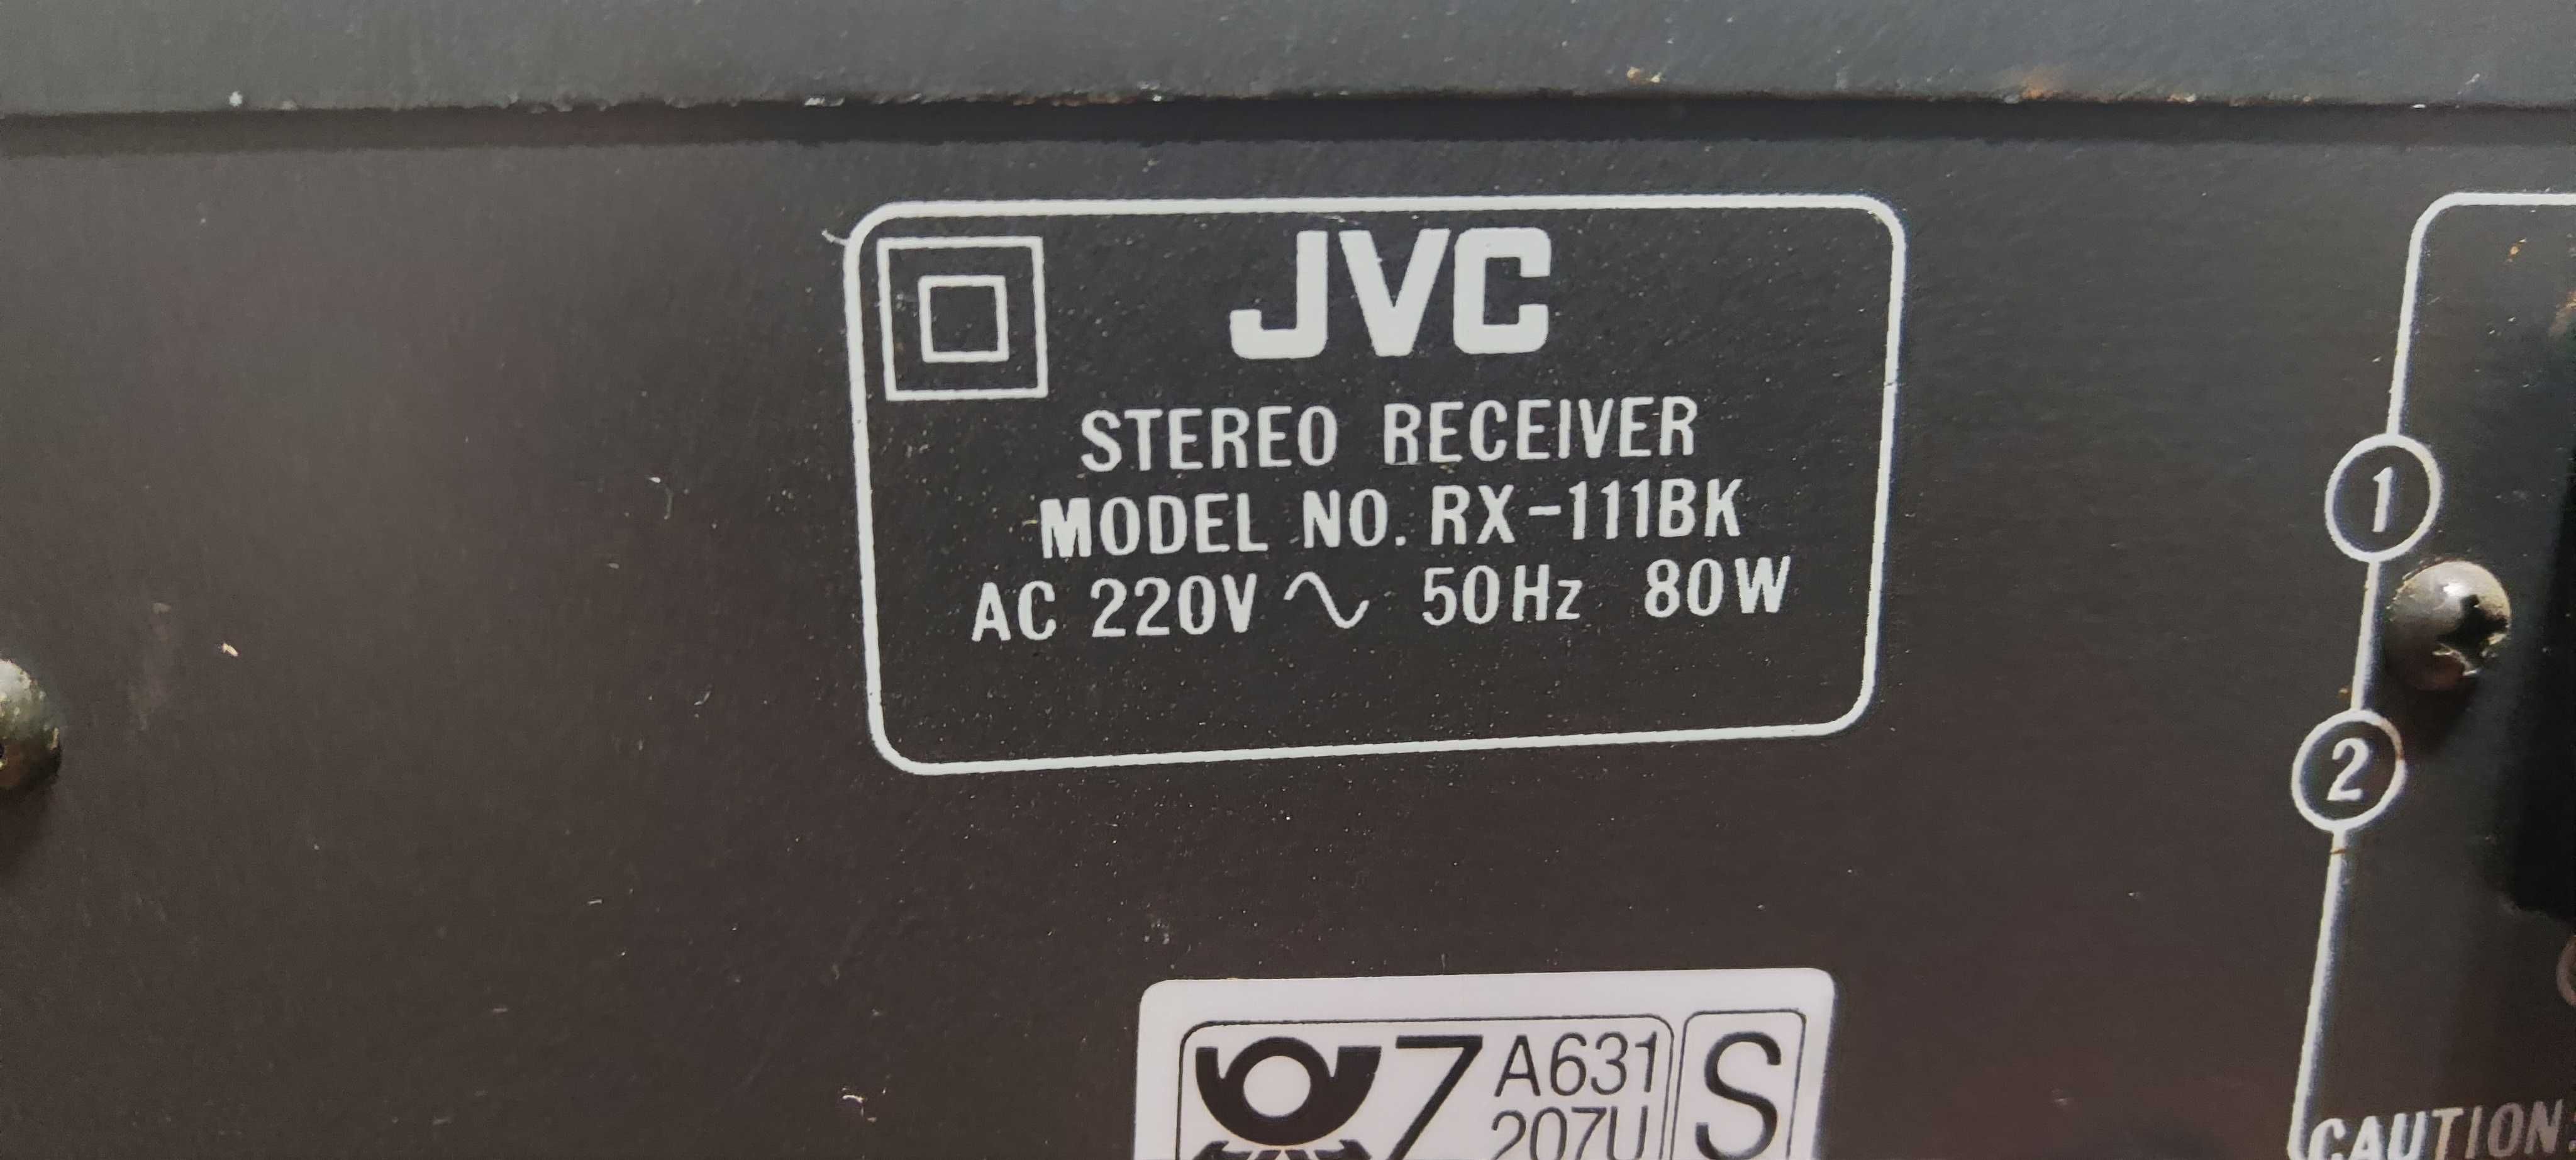 JVC
STEREO RECEIVER
MODEL NO. RX-111BK
AC 220V ∿ 50Hz 80W
1
2
Z A631 S
207U
CAUTION: